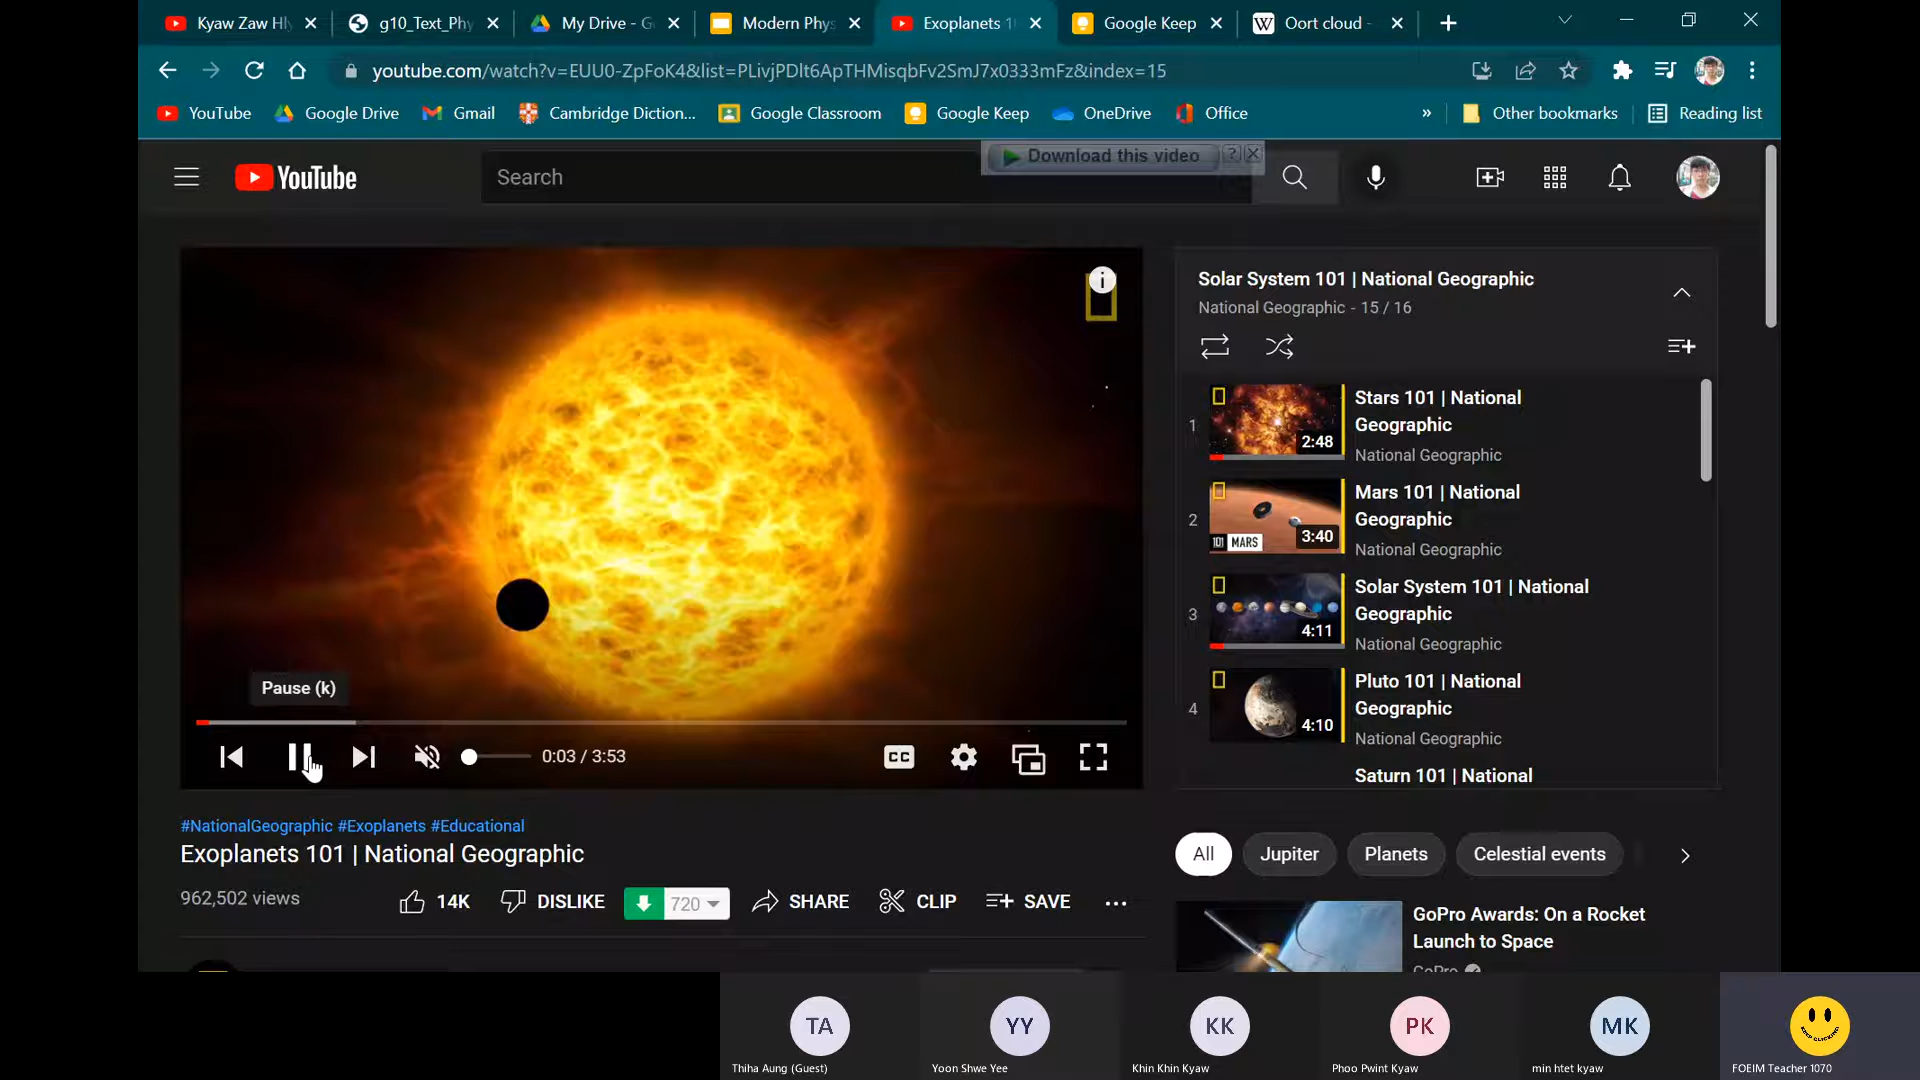 Kyaw Zaw Hl
g10_Text_Phy
My Drive - G
Modern Phys
Exoplanets 1
Google Keep
Oort cloud -
youtube.com/watch?v=EUU0-ZpFoK4&list=PLivjPDlt6ApTHMisqbFv2SmJ7x0333mFz&index=15
YouTube
Google Drive
Gmail
Cambridge Diction...
Google Classroom
Google Keep
OneDrive
Office
»
Other bookmarks
Reading list
YouTube
Search
Download this video
?
Solar System 101 | National Geographic
National Geographic - 15 / 16
1
2:48
Stars 101 | National
Geographic
National Geographic
2
101 MARS
3:40
Mars 101 | National
Geographic
National Geographic
3
4:11
Solar System 101 | National
Geographic
National Geographic
4
4:10
Pluto 101 | National
Geographic
National Geographic
Saturn 101 | National
i
Pause (k)
0:03 / 3:53
CC
#NationalGeographic #Exoplanets #Educational
Exoplanets 101 | National Geographic
962,502 views
14K
DISLIKE
720
SHARE
CLIP
SAVE
...
All
Jupiter
Planets
Celestial events
GoPro Awards: On a Rocket
Launch to Space
GoPro
TA
Thiha Aung (Guest)
YY
Yoon Shwe Yee
KK
Khin Khin Kyaw
PK
Phoo Pwint Kyaw
MK
min htet kyaw
KEEP CLICKING
FOEIM Teacher 1070